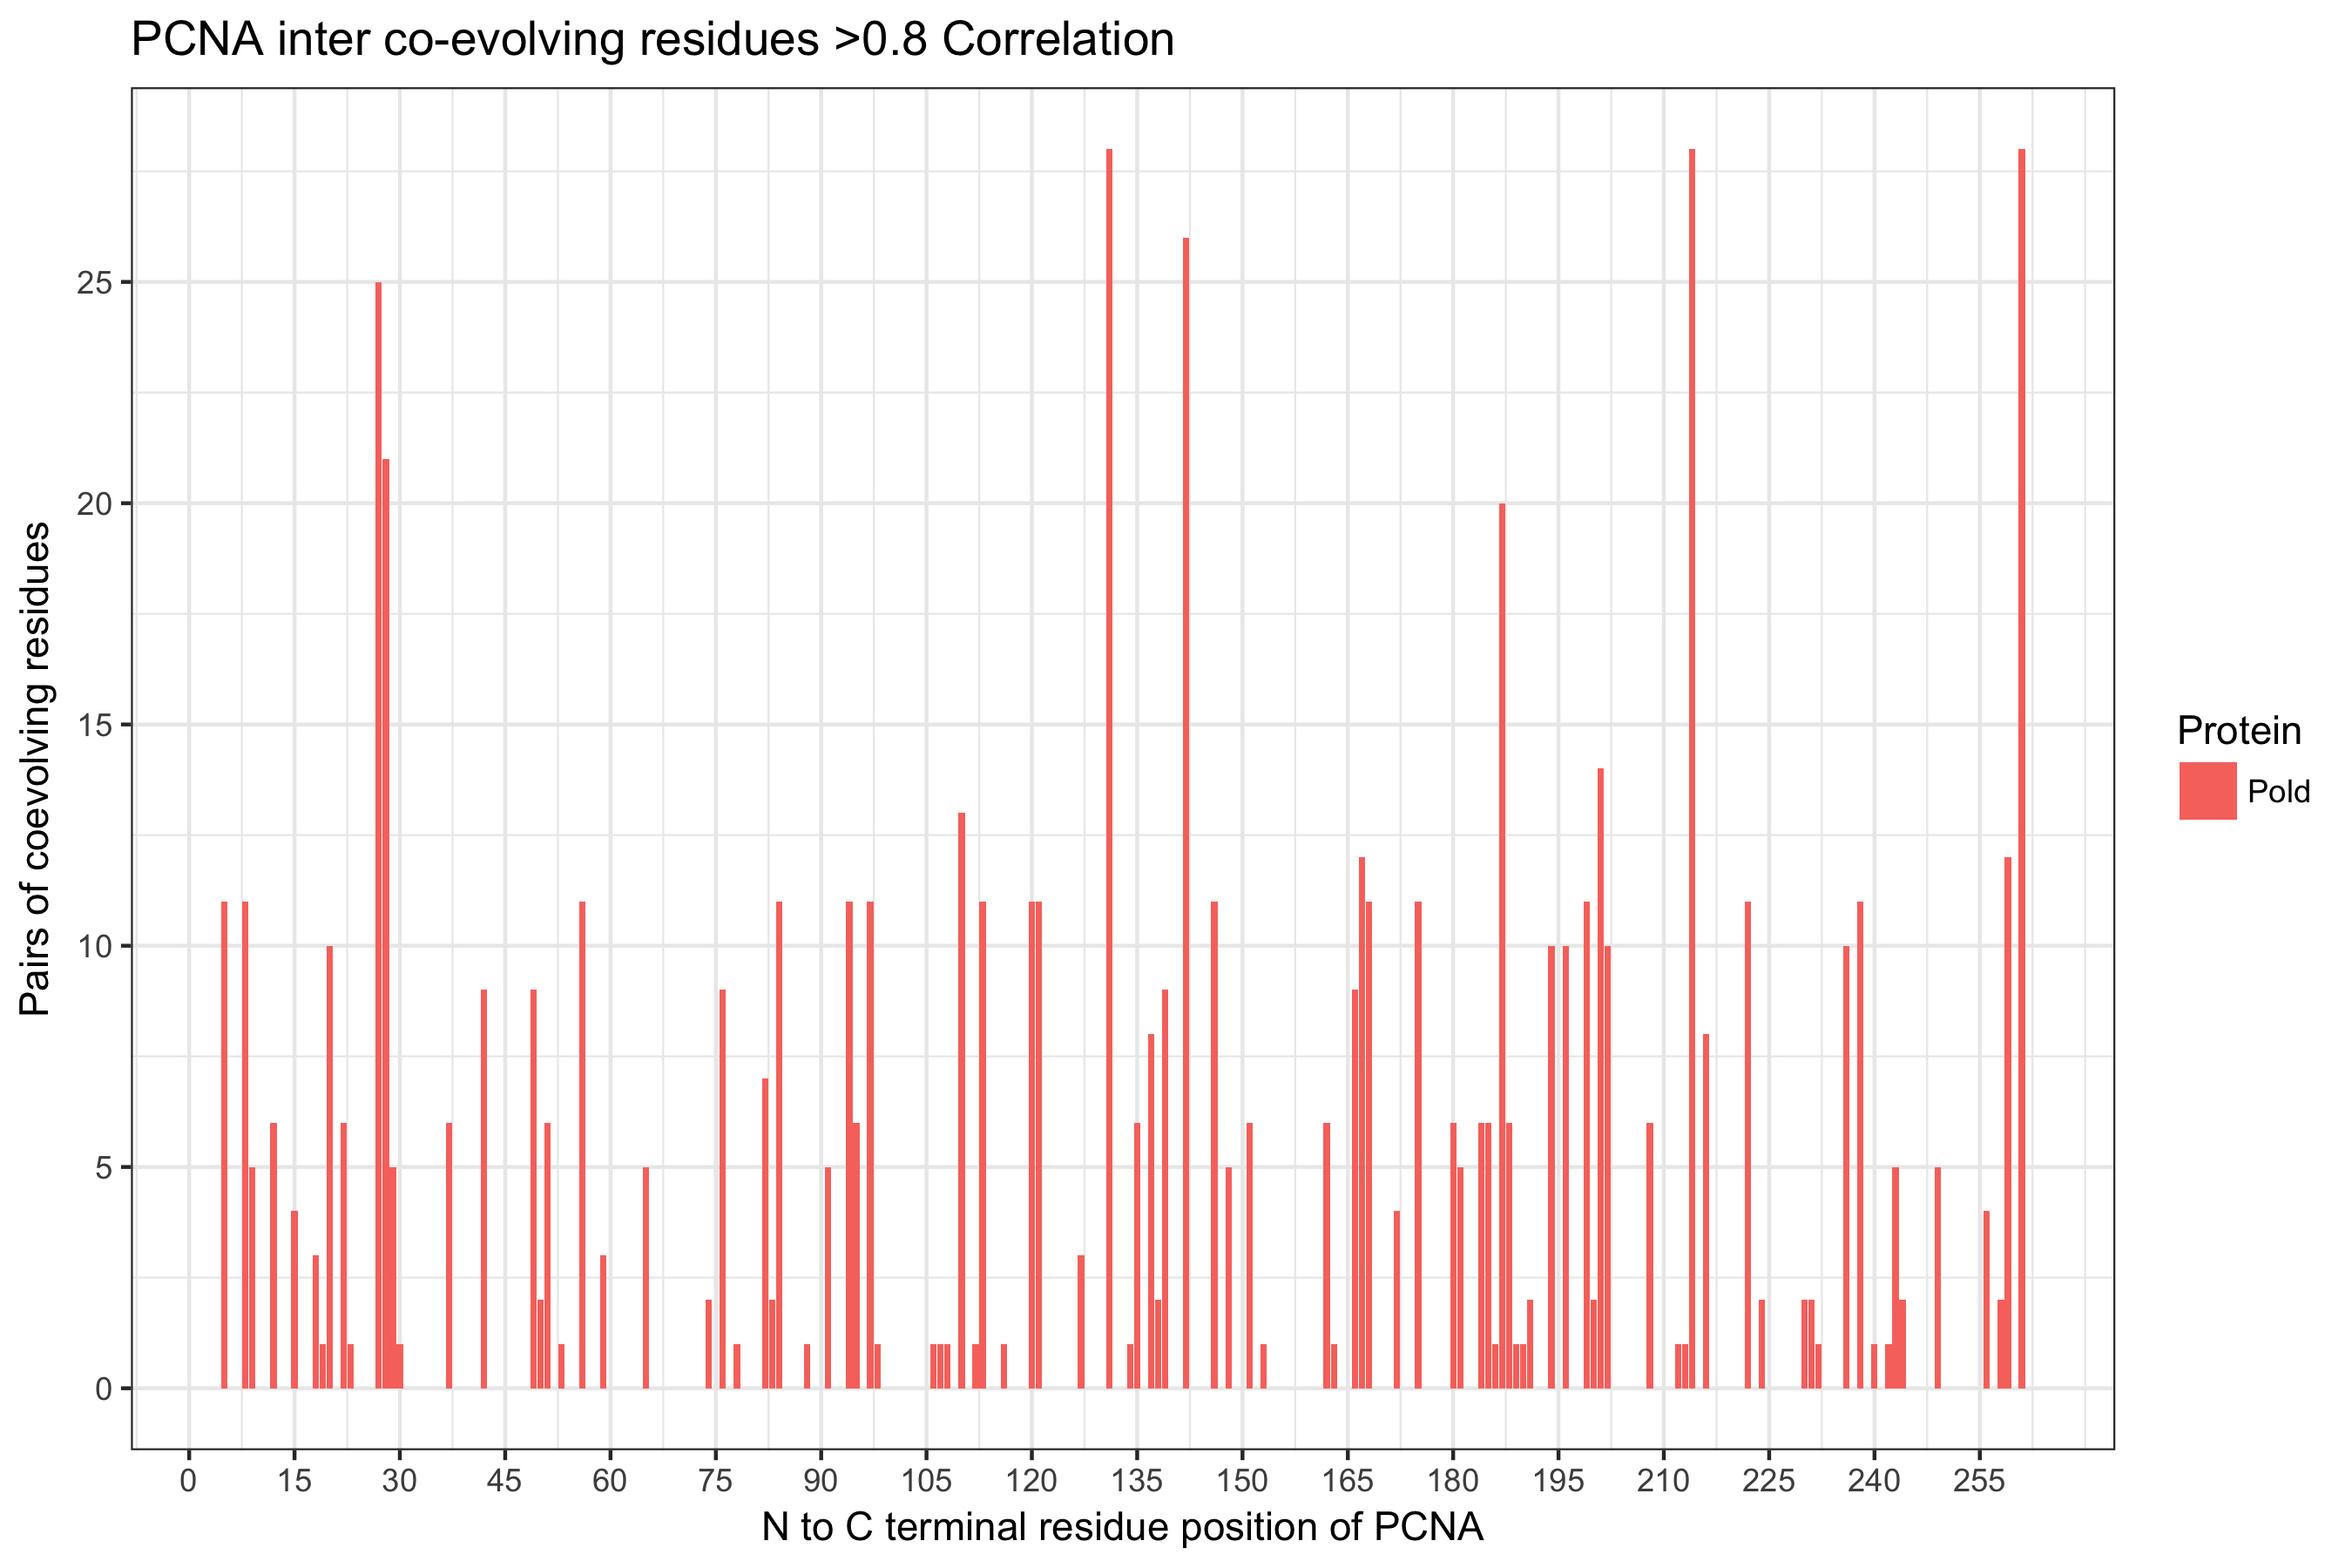 PCNA inter co-evolving residues >0.8 Correlation
Pairs of coevolving residues
25
20
15
10
5
0
0 15 30 45 60 75 90 105 120 135 150 165 180 195 210 225 240 255
N to C terminal residue position of PCNA
Protein
Pold